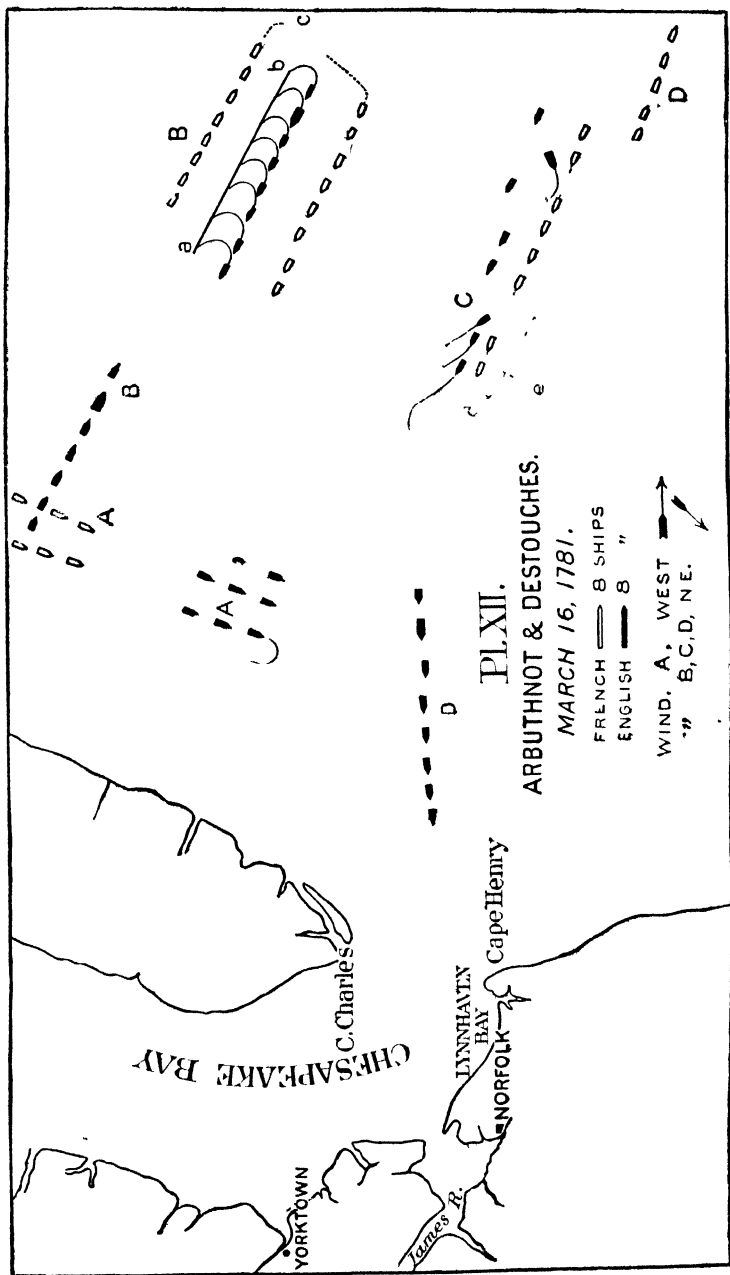 Pl. XII.
ARBUTHNOT & DESTOUCHES.
MARCH 16, 1781.
FRENCH 8 SHIPS
ENGLISH 8 "
WIND. A, WEST
" B, C, D, NE.
A
B
A
B
a
b
c
C
d
e
D
D
CHESAPEAKE BAY
C. Charles
LYNNHAVEN
BAY
Cape Henry
NORFOLK
YORKTOWN
James R.